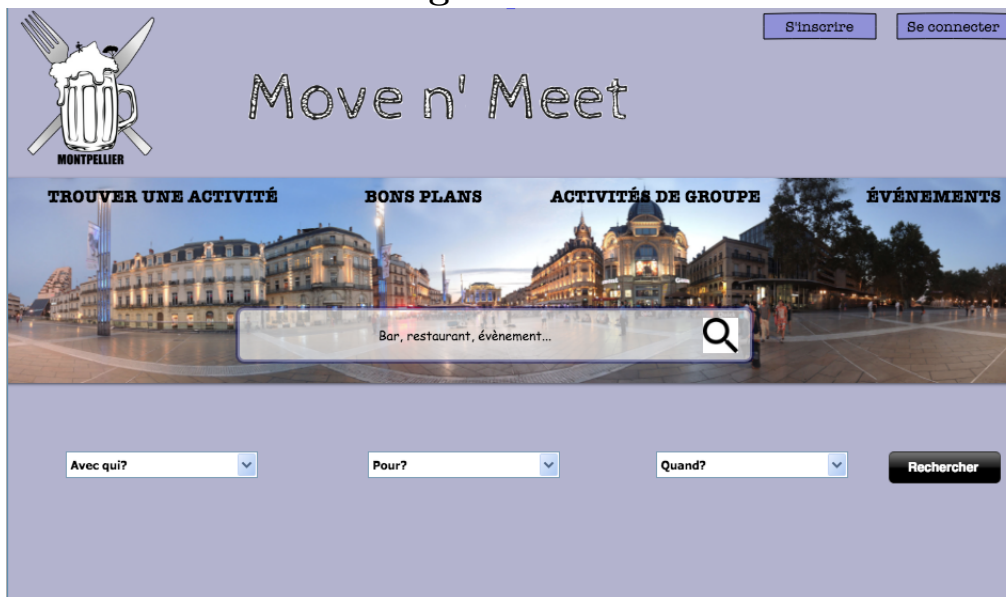 S'inscrire
Se connecter
Move n' Meet
MONTPELLIER
TROUVER UNE ACTIVITÉ
BONS PLANS
ACTIVITÉS DE GROUPE
ÉVÉNEMENTS
Bar, restaurant, évènement...
Avec qui?
Pour?
Quand?
Rechercher